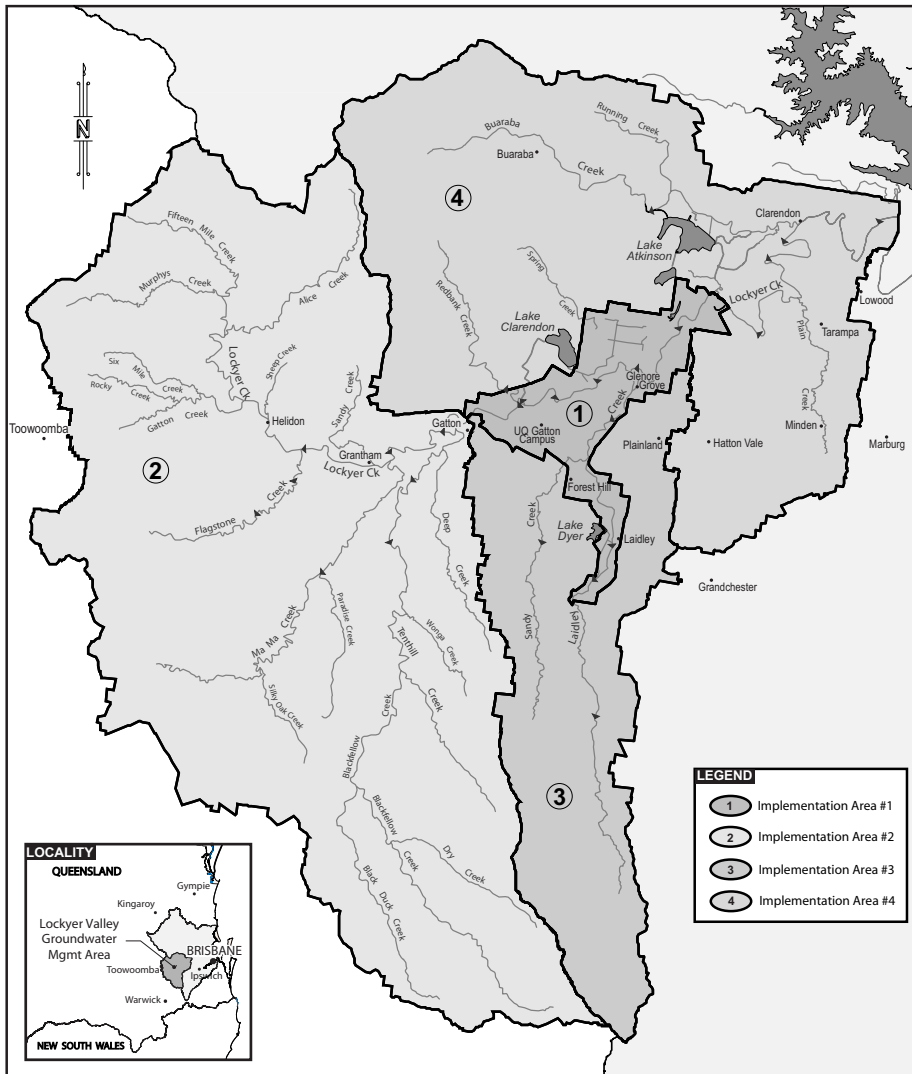 N
Running
Creek
Buaraba
Buaraba
Creek
4
Fifteen Mile
Creek
Clarendon
Lake
Atkinson
Murphys
Creek
Alice
Creek
Redbank
Creek
Spring
Creek
Lockyer Ck
Lowood
Plain
Creek
Tarampa
Lake
Clarendon
Lockyer Ck
Sheep Creek
Six
Mile
Creek
Rocky
Creek
Gatton
Creek
Sandy
Creek
Glenore
Grove
Creek
1
Toowoomba
Helidon
Gatton
UQ Gatton
Campus
Plainland
Hatton Vale
Minden
Marburg
2
Grantham
Lockyer Ck
Flagstone
Creek
Forest Hill
Deep
Creek
Creek
Sandy
Lake
Dyer
Laidley
Grandchester
Ma Ma
Creek
Paradise Creek
Tenthill
Creek
Wonga
Creek
Laidley
Silky Oak Creek
Creek
Blackfellow
3
Blackfellow
Creek
Dry
Creek
Black
Duck
Creek
LEGEND
1 Implementation Area #1
2 Implementation Area #2
3 Implementation Area #3
4 Implementation Area #4
LOCALITY
QUEENSLAND
Gympie
Kingaroy
Lockyer Valley
Groundwater
Mgmt Area
BRISBANE
Toowoomba
Ipswich
Warwick
NEW SOUTH WALES